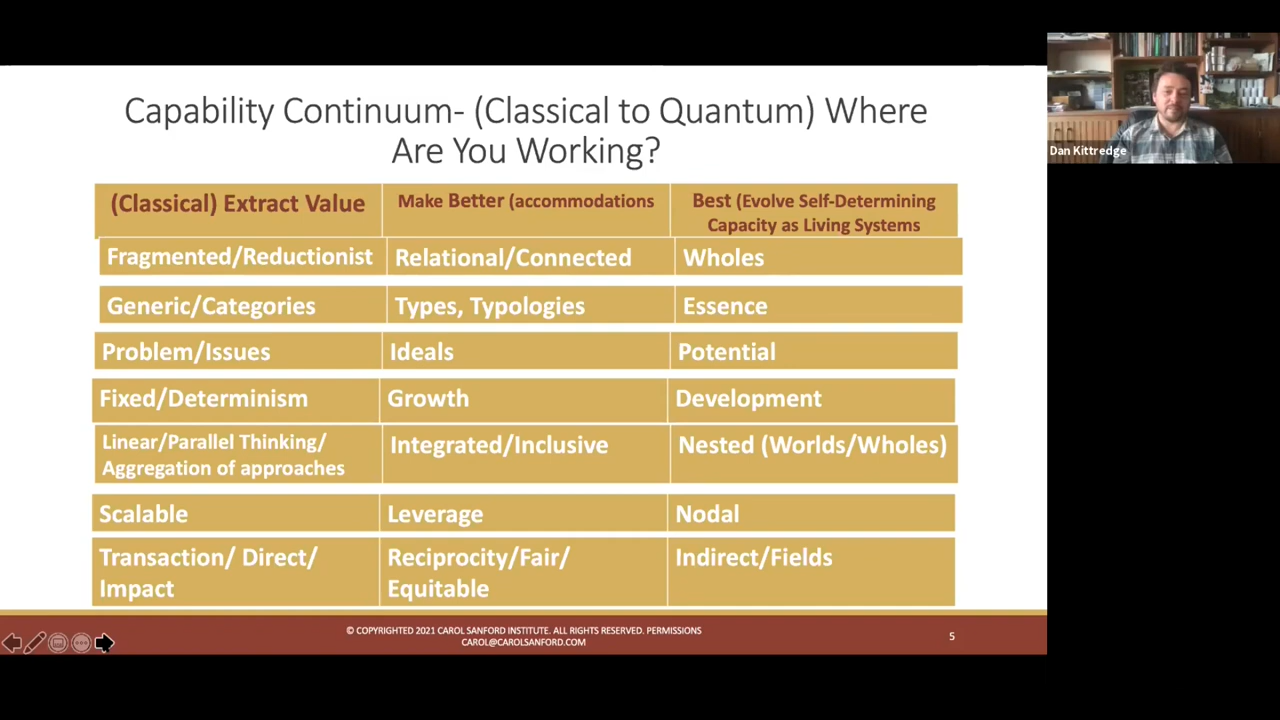 Capability Continuum- (Classical to Quantum) Where
Are You Working?
(Classical) Extract Value
Make Better (accommodations
Best (Evolve Self-Determining
Capacity as Living Systems
Fragmented/Reductionist
Relational/Connected
Wholes
Generic/Categories
Types, Typologies
Essence
Problem/Issues
Ideals
Potential
Fixed/Determinism
Growth
Development
Linear/Parallel Thinking/
Aggregation of approaches
Integrated/Inclusive
Nested (Worlds/Wholes)
Scalable
Leverage
Nodal
Transaction/ Direct/
Impact
Reciprocity/Fair/
Equitable
Indirect/Fields
© COPYRIGHTED 2021 CAROL SANFORD INSTITUTE. ALL RIGHTS RESERVED. PERMISSIONS
CAROL@CAROLSANFORD.COM
5
Dan Kittredge